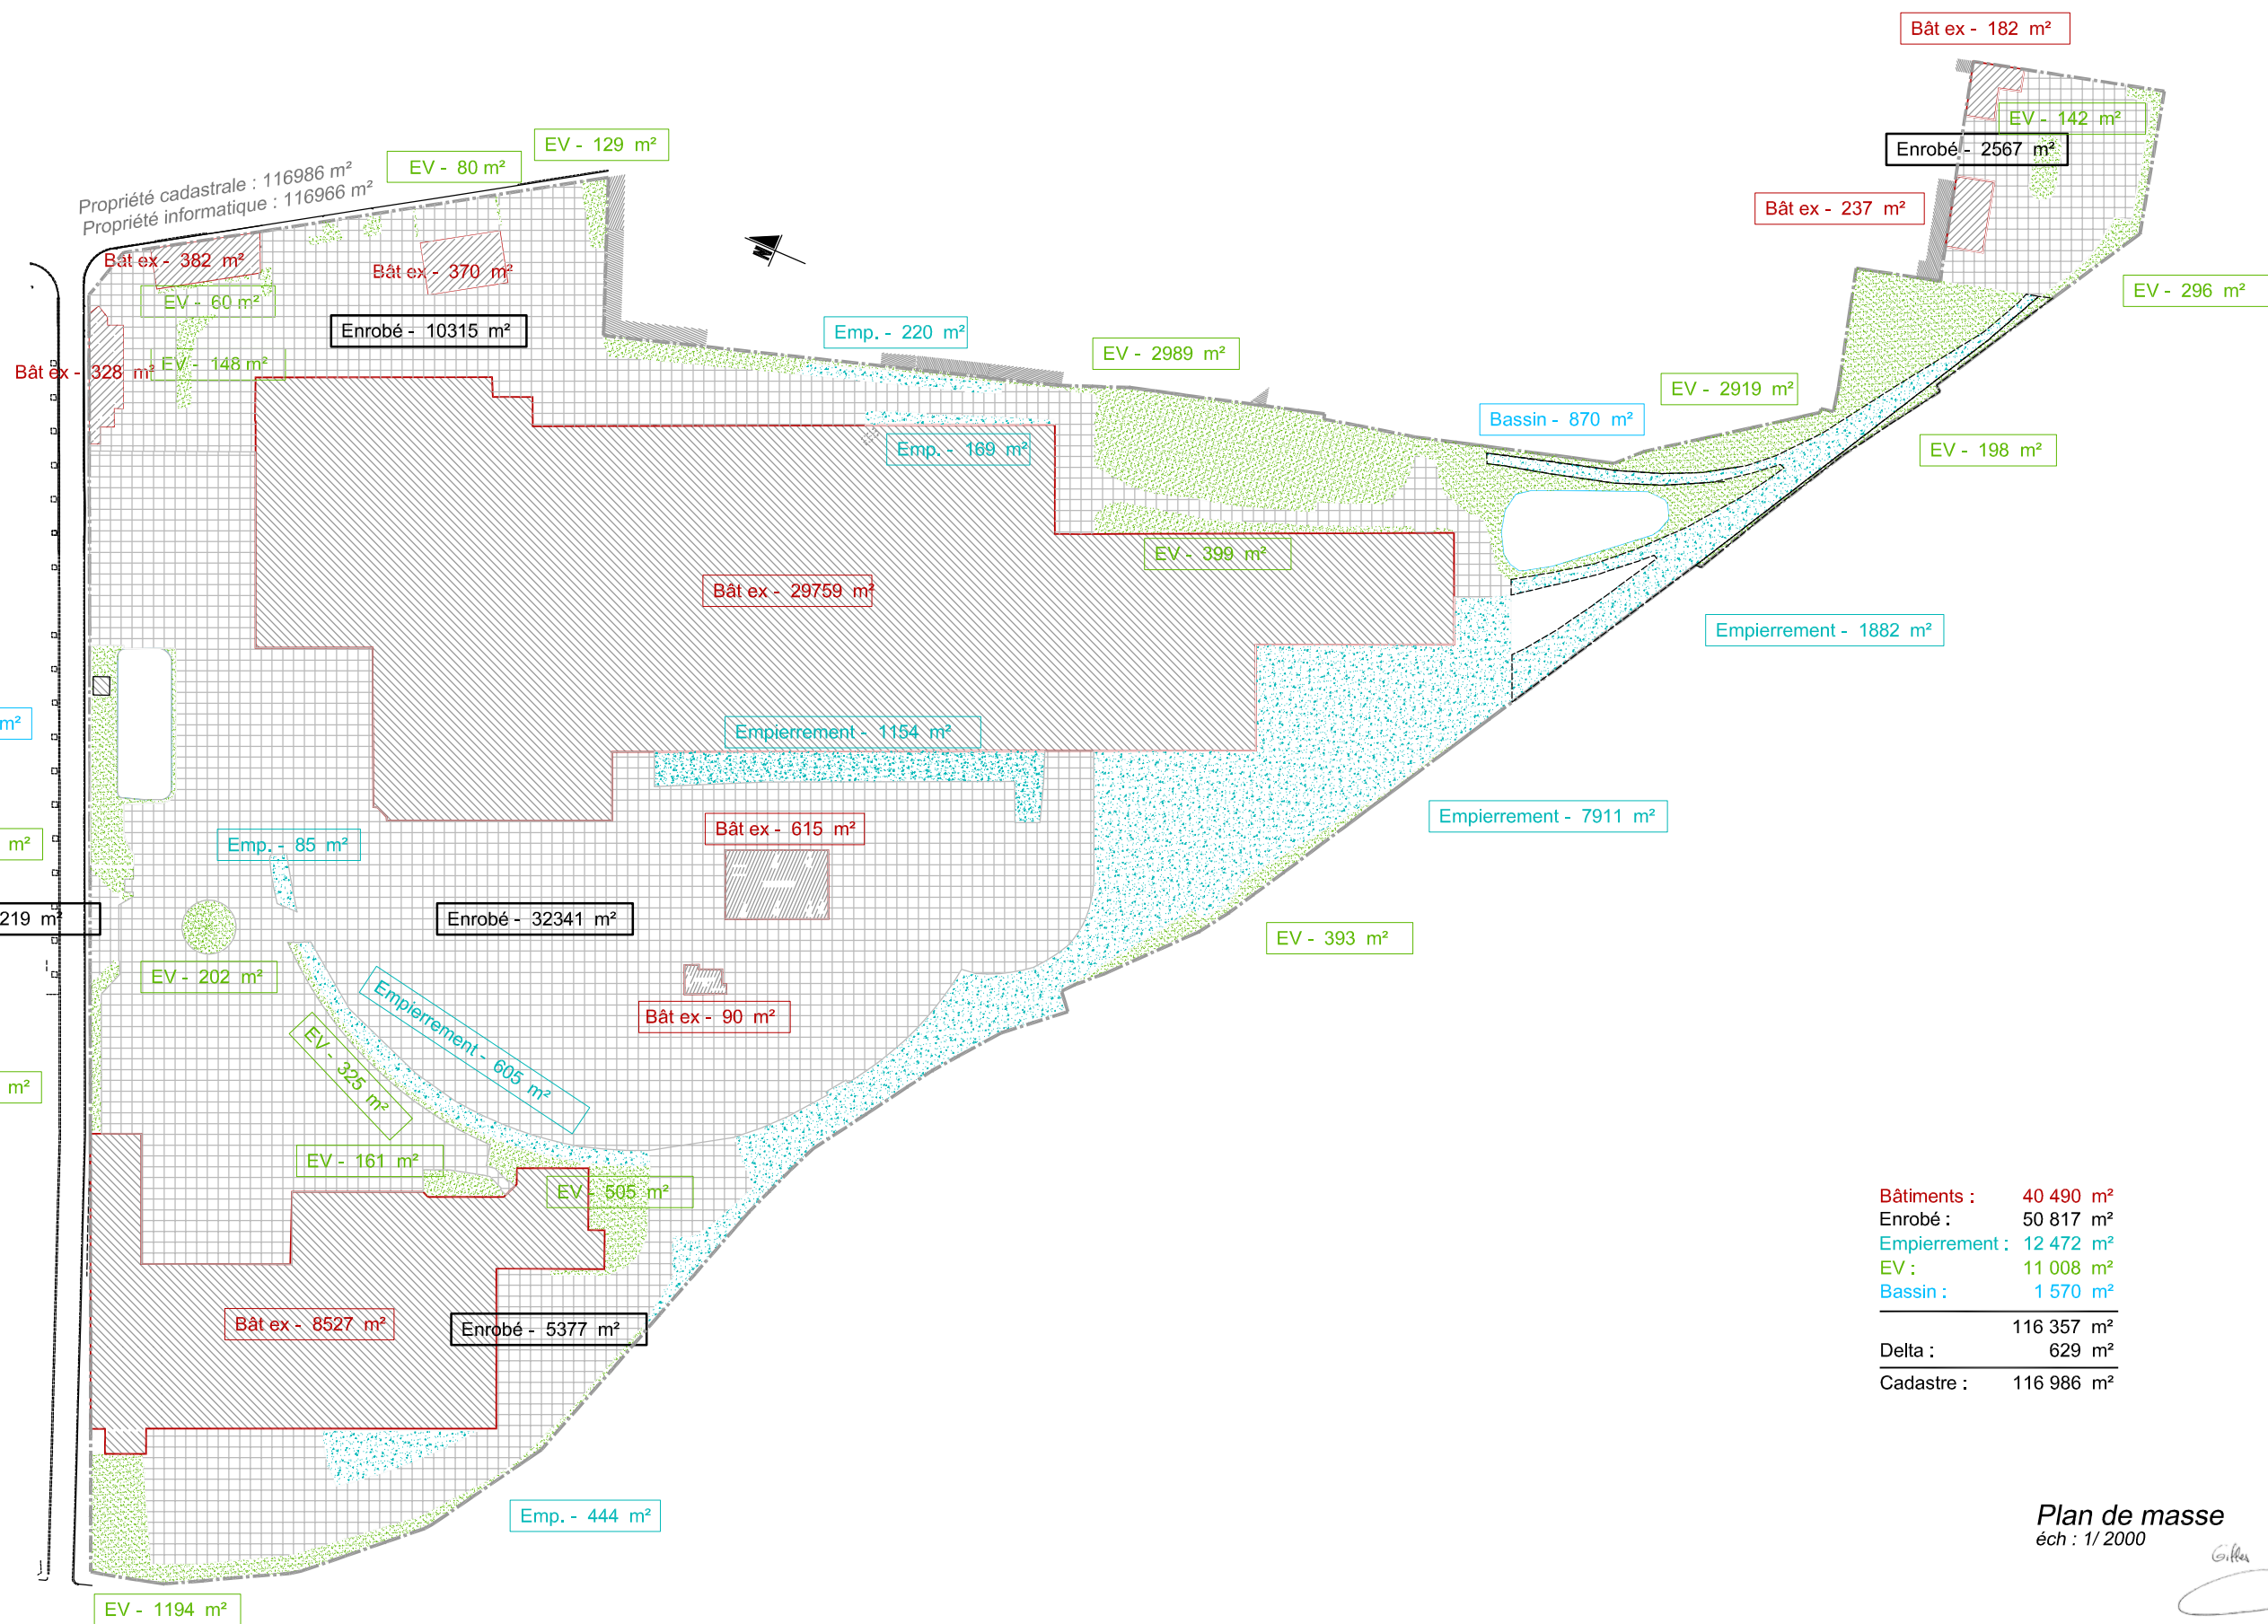 Bât ex - 182 m²
EV - 142 m²
Enrobé - 2567 m²
EV - 129 m²
EV - 80 m²
Propriété cadastrale : 116986 m²
Propriété informatique : 116966 m²
Bât ex - 237 m²
N
Bât ex - 382 m²
Bât ex - 370 m²
EV - 60 m²
EV - 296 m²
Enrobé - 10315 m²
Emp. - 220 m²
EV - 2989 m²
EV - 148 m²
Bât ex - 328 m²
EV - 2919 m²
Bassin - 870 m²
Emp. - 169 m²
EV - 198 m²
EV - 399 m²
Bât ex - 29759 m²
Empierrement - 1882 m²
m²
Empierrement - 1154 m²
Empierrement - 7911 m²
Bât ex - 615 m²
m²
Emp. - 85 m²
219 m²
Enrobé - 32341 m²
EV - 393 m²
EV - 202 m²
Bât ex - 90 m²
Empierrement - 605 m²
EV - 325 m²
m²
EV - 161 m²
EV - 505 m²
Bât ex - 8527 m²
Enrobé - 5377 m²
Bâtiments : 40 490 m²
Enrobé : 50 817 m²
Empierrement : 12 472 m²
EV : 11 008 m²
Bassin : 1 570 m²
116 357 m²
Delta : 629 m²
Cadastre : 116 986 m²
Emp. - 444 m²
EV - 1194 m²
Plan de masse
éch : 1/ 2000
Gilles